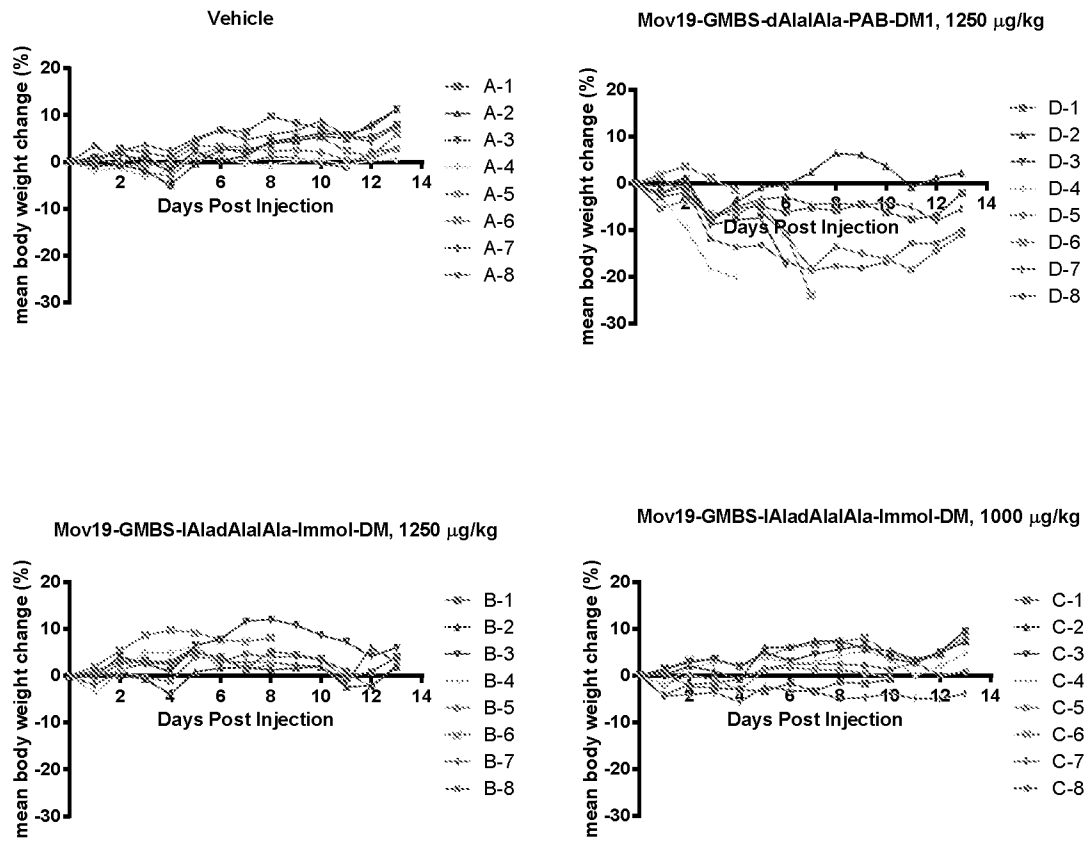 Vehicle
mean body weight change (%)
20
10
0
-10
-20
-30
2
6
8
10
12
14
Days Post Injection
A-1
A-2
A-3
A-4
A-5
A-6
A-7
A-8
Mov19-GMBS-dAlalAla-PAB-DM1, 1250 µg/kg
mean body weight change (%)
20
10
0
-10
-20
-30
2
6
8
10
12
14
Days Post Injection
D-1
D-2
D-3
D-4
D-5
D-6
D-7
D-8
Mov19-GMBS-lAladAlalAla-Immol-DM, 1250 µg/kg
mean body weight change (%)
20
10
0
-10
-20
-30
2
4
6
8
10
12
14
Days Post Injection
B-1
B-2
B-3
B-4
B-5
B-6
B-7
B-8
Mov19-GMBS-lAladAlalAla-Immol-DM, 1000 µg/kg
mean body weight change (%)
20
10
0
-10
-20
-30
2
4
6
8
10
12
14
Days Post Injection
C-1
C-2
C-3
C-4
C-5
C-6
C-7
C-8